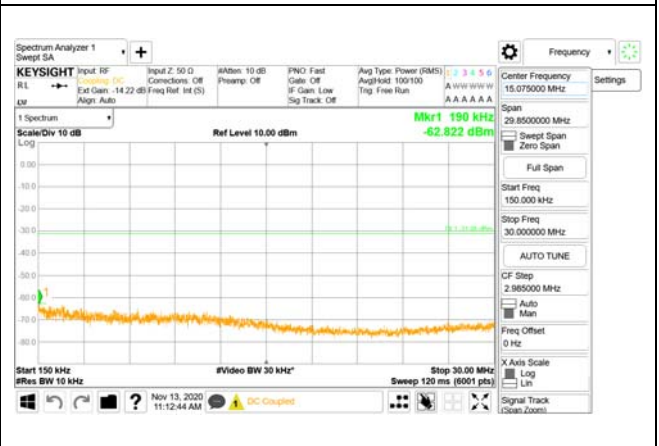 Spectrum Analyzer 1
Swept SA
Frequency
KEYSIGHT
RL
Input: RF
Coupling: DC
Ext Gain: -14.22 dB
Align: Auto
Input Z: 50 Ω
Corrections: Off
Freq Ref: Int (S)
#Atten: 10 dB
Preamp: Off
PNO: Fast
Gate: Off
IF Gain: Low
Sig Track: Off
Avg Type: Power (RMS)
Avg|Hold: 100/100
Trig: Free Run
1 2 3 4 5 6
A W W W W W
A A A A A A
Center Frequency
15.075000 MHz
Settings
1 Spectrum
Scale/Div 10 dB
Log
Ref Level 10.00 dBm
Mkr1 190 kHz
-62.822 dBm
0.00
-10.0
-20.0
-30.0
-40.0
-50.0
-60.0
-70.0
-80.0
1
Span
29.8500000 MHz
Swept Span
Zero Span
Full Span
Start Freq
150.000 kHz
Stop Freq
30.000000 MHz
AUTO TUNE
CF Step
2.985000 MHz
Auto
Man
Freq Offset
0 Hz
X Axis Scale
Log
Lin
Signal Track
(Span Zoom)
Start 150 kHz
#Video BW 30 kHz*
Stop 30.00 MHz
#Res BW 10 kHz
Sweep 120 ms (6001 pts)
?
Nov 13, 2020
11:12:44 AM
1
DC Coupled